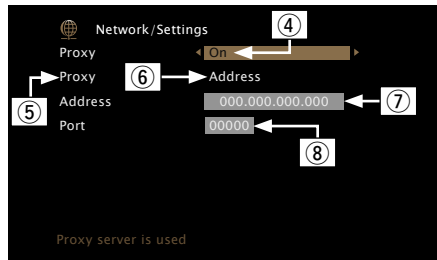 Network/Settings
④
Proxy On
Proxy ⑥ Address
⑤
Address 000.000.000.000 ⑦
Port 00000
⑧
Proxy server is used